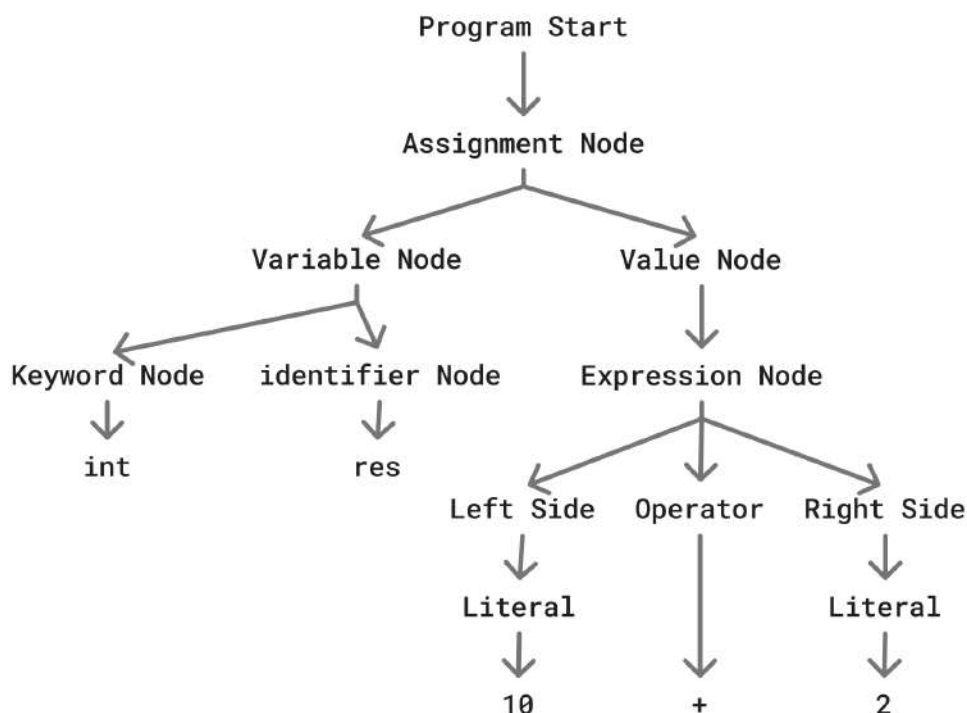 Program Start
Assignment Node
Variable Node Value Node
Keyword Node identifier Node Expression Node
int res
Left Side Operator Right Side
Literal Literal
10 + 2